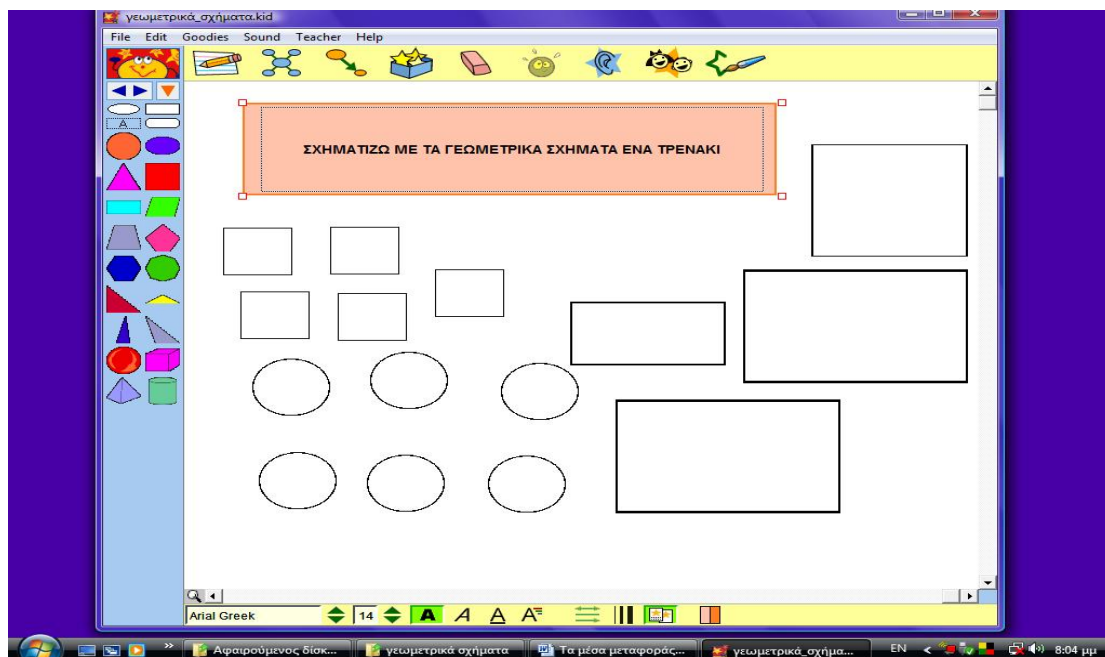 γεωμετρικά_σχήματα.kid
File Edit Goodies Sound Teacher Help
A
ΣΧΗΜΑΤΙΖΩ ΜΕ ΤΑ ΓΕΩΜΕΤΡΙΚΑ ΣΧΗΜΑΤΑ ΕΝΑ ΤΡΕΝΑΚΙ
Arial Greek 14 A A A A
Αφαιρούμενος δίσκ... γεωμετρικά σχήματα Τα μέσα μεταφοράς... γεωμετρικά_σχήμα... EN 8:04 μμ